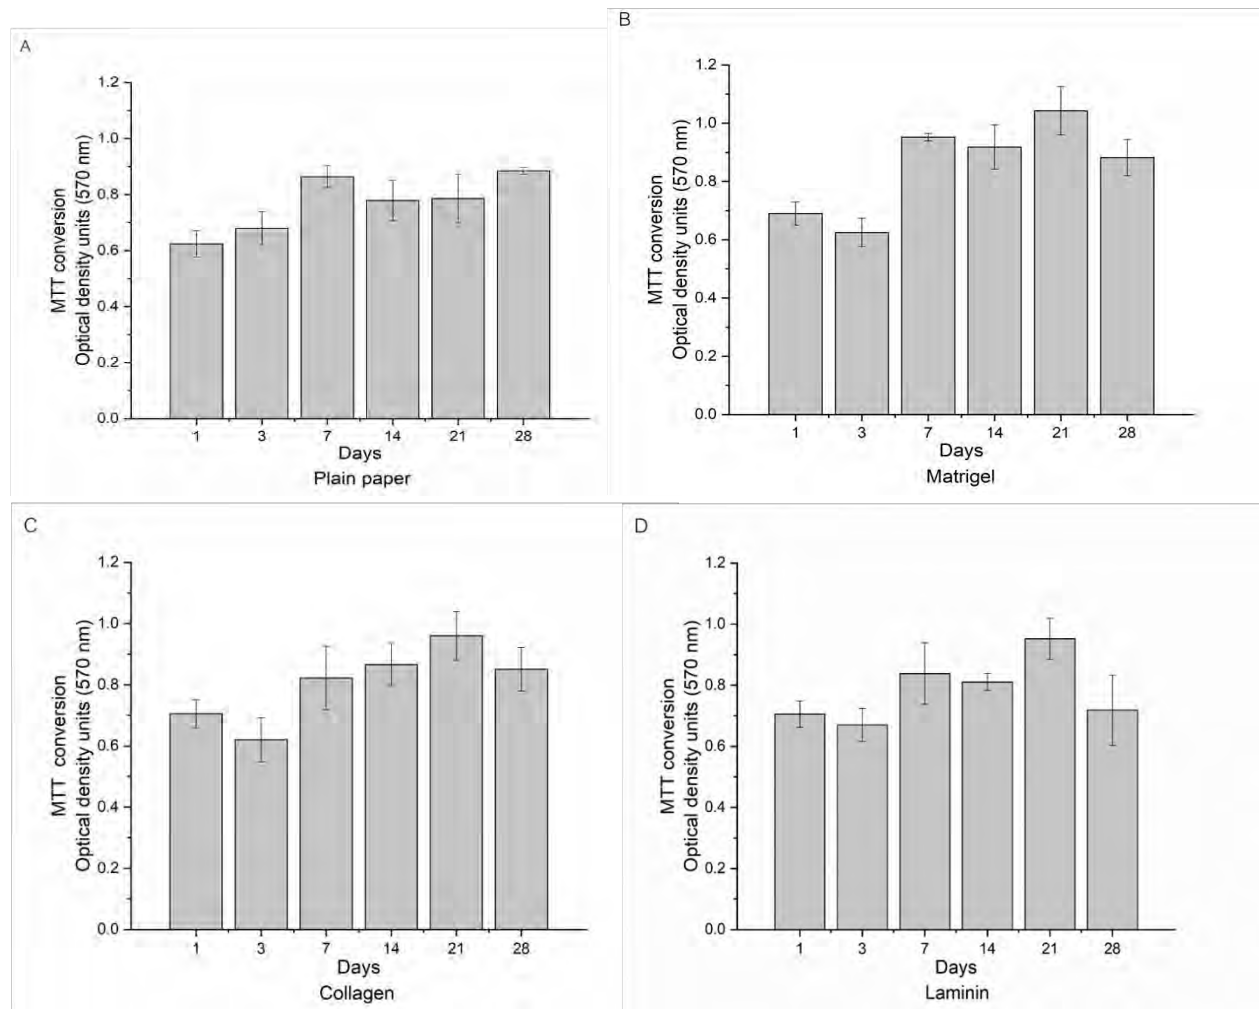 A
1.2
1.0
0.8
0.6
0.4
0.2
0.0
MTT conversion
Optical density units (570 nm)
1 3 7 14 21 28
Days
Plain paper
B
1.2
1.0
0.8
0.6
0.4
0.2
0.0
MTT conversion
Optical density units (570 nm)
1 3 7 14 21 28
Days
Matrigel
C
1.2
1.0
0.8
0.6
0.4
0.2
0.0
MTT conversion
Optical density units (570 nm)
1 3 7 14 21 28
Days
Collagen
D
1.2
1.0
0.8
0.6
0.4
0.2
0.0
MTT conversion
Optical density units (570 nm)
1 3 7 14 21 28
Days
Laminin